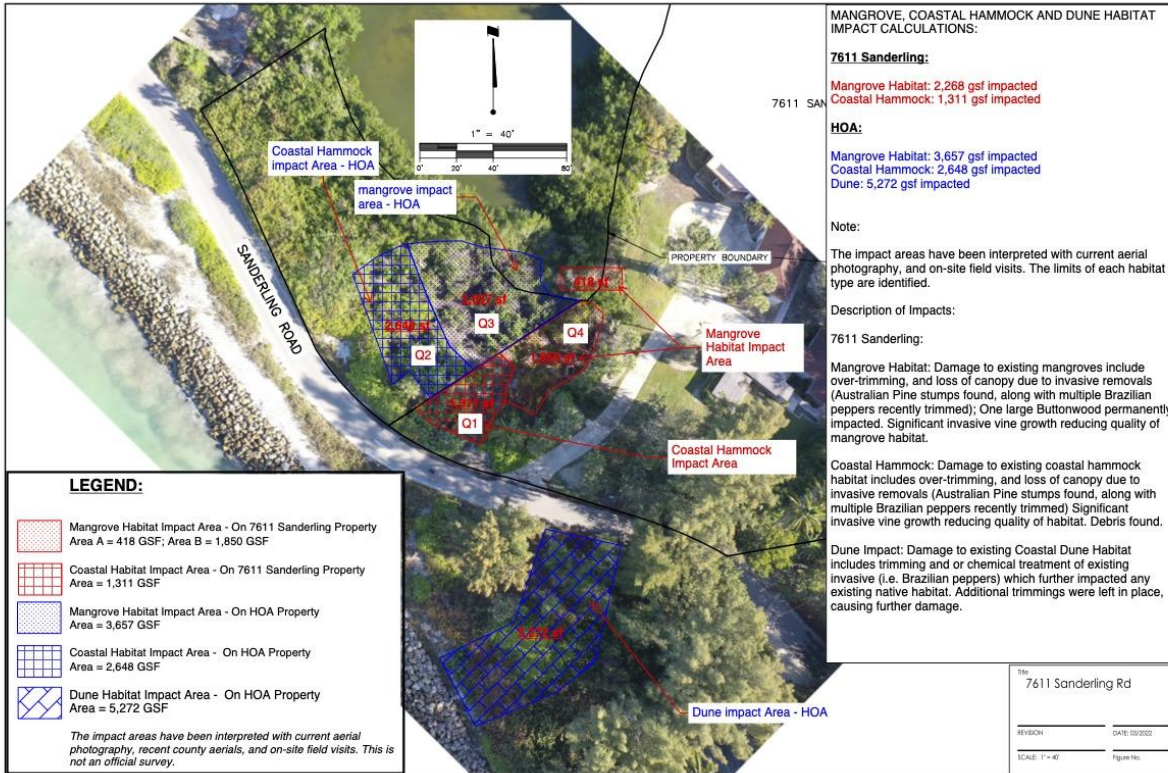 MANGROVE, COASTAL HAMMOCK AND DUNE HABITAT
IMPACT CALCULATIONS:
7611 Sanderling:
Mangrove Habitat: 2,268 gsf impacted
Coastal Hammock: 1,311 gsf impacted
HOA:
Mangrove Habitat: 3,657 gsf impacted
Coastal Hammock: 2,648 gsf impacted
Dune: 5,272 gsf impacted
Note:
The impact areas have been interpreted with current aerial
photography, and on-site field visits. The limits of each habitat
type are identified.
Description of Impacts:
7611 Sanderling:
Mangrove Habitat: Damage to existing mangroves include
over-trimming, and loss of canopy due to invasive removals
(Australian Pine stumps found, along with multiple Brazilian
peppers recently trimmed); One large Buttonwood permanently
impacted. Significant invasive vine growth reducing quality of
mangrove habitat.
Coastal Hammock: Damage to existing coastal hammock
habitat includes over-trimming, and loss of canopy due to
invasive removals (Australian Pine stumps found, along with
multiple Brazilian peppers recently trimmed) Significant
invasive vine growth reducing quality of habitat. Debris found.
Dune Impact: Damage to existing Coastal Dune Habitat
includes trimming and or chemical treatment of existing
invasive (i.e. Brazilian peppers) which further impacted any
existing native habitat. Additional trimmings were left in place,
causing further damage.
7611 SAN
1" = 40'
0' 20' 40' 80'
Coastal Hammock
impact Area - HOA
mangrove impact
area - HOA
PROPERTY BOUNDARY
SANDERLING ROAD
418 sf
Q3
Q4
Q2
Q1
Mangrove
Habitat Impact
Area
Coastal Hammock
Impact Area
5,272 sf
Dune impact Area - HOA
LEGEND:
Mangrove Habitat Impact Area - On 7611 Sanderling Property
Area A = 418 GSF; Area B = 1,850 GSF
Coastal Habitat Impact Area - On 7611 Sanderling Property
Area = 1,311 GSF
Mangrove Habitat Impact Area - On HOA Property
Area = 3,657 GSF
Coastal Habitat Impact Area - On HOA Property
Area = 2,648 GSF
Dune Habitat Impact Area - On HOA Property
Area = 5,272 GSF
The impact areas have been interpreted with current aerial
photography, recent county aerials, and on-site field visits. This is
not an official survey.
Title
7611 Sanderling Rd
REVISION
DATE: 03/2022
SCALE: 1" = 40'
Figure No.